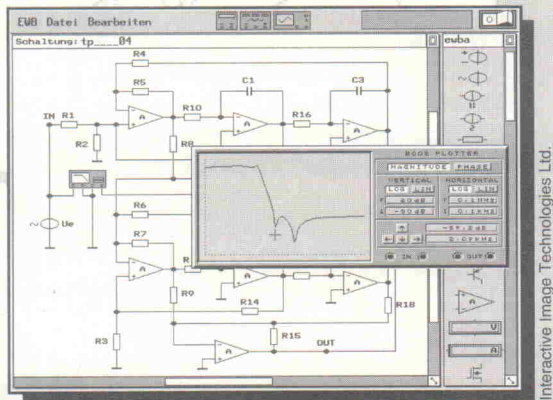 EWB Datei Bearbeiten
Schaltung: tp____04
ewba
R4
R5
C1
C3
IN R1
R10
R16
A
A
A
R2
R8
BODE PLOTTER
MAGNITUDE PHASE
VERTICAL HORIZONTAL
LOG LIN LOG LIN
Ue
R6
R7
IN OUT
A
A
A
R9
R14
R18
A
R3
R15
OUT
A
V
A
Interactive Image Technologies Ltd.